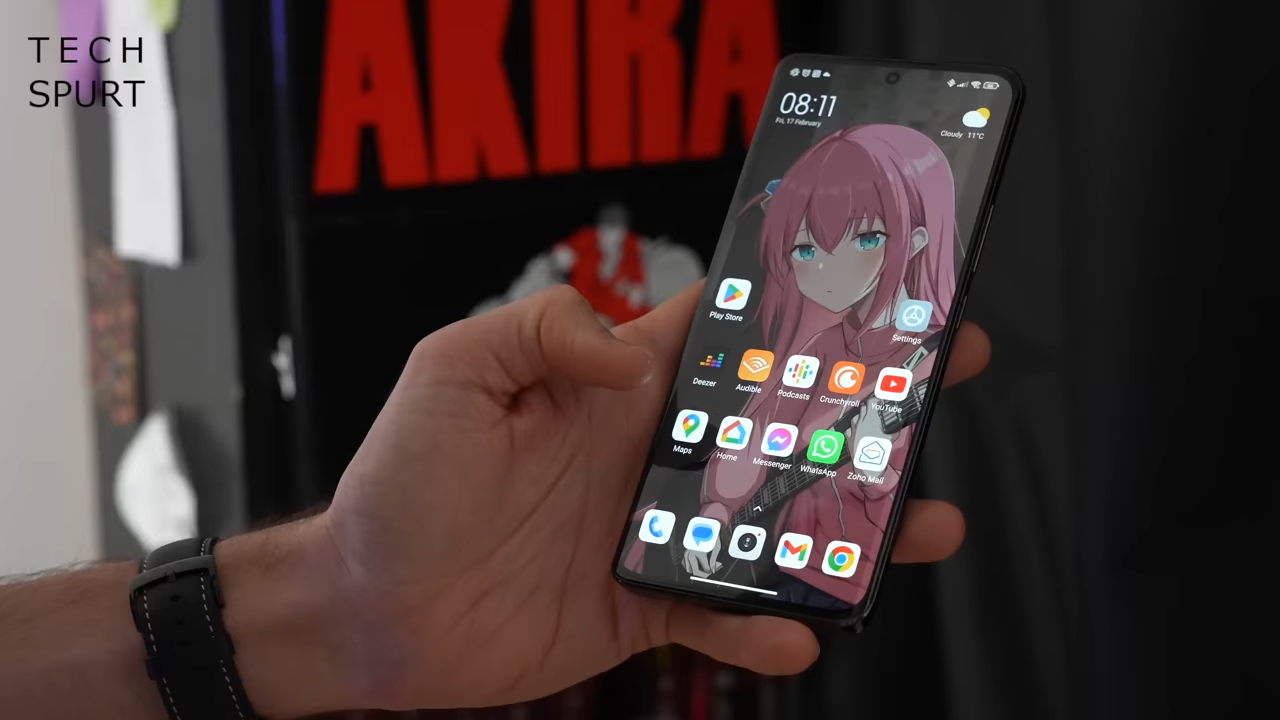 TECH
SPURT
AKIRA
08:11
Fri, 17 February
Cloudy 11°C
Play Store
Settings
Deezer
Audible
Podcasts
Crunchyroll
YouTube
Maps
Home
Messenger
WhatsApp
Zoho Mail